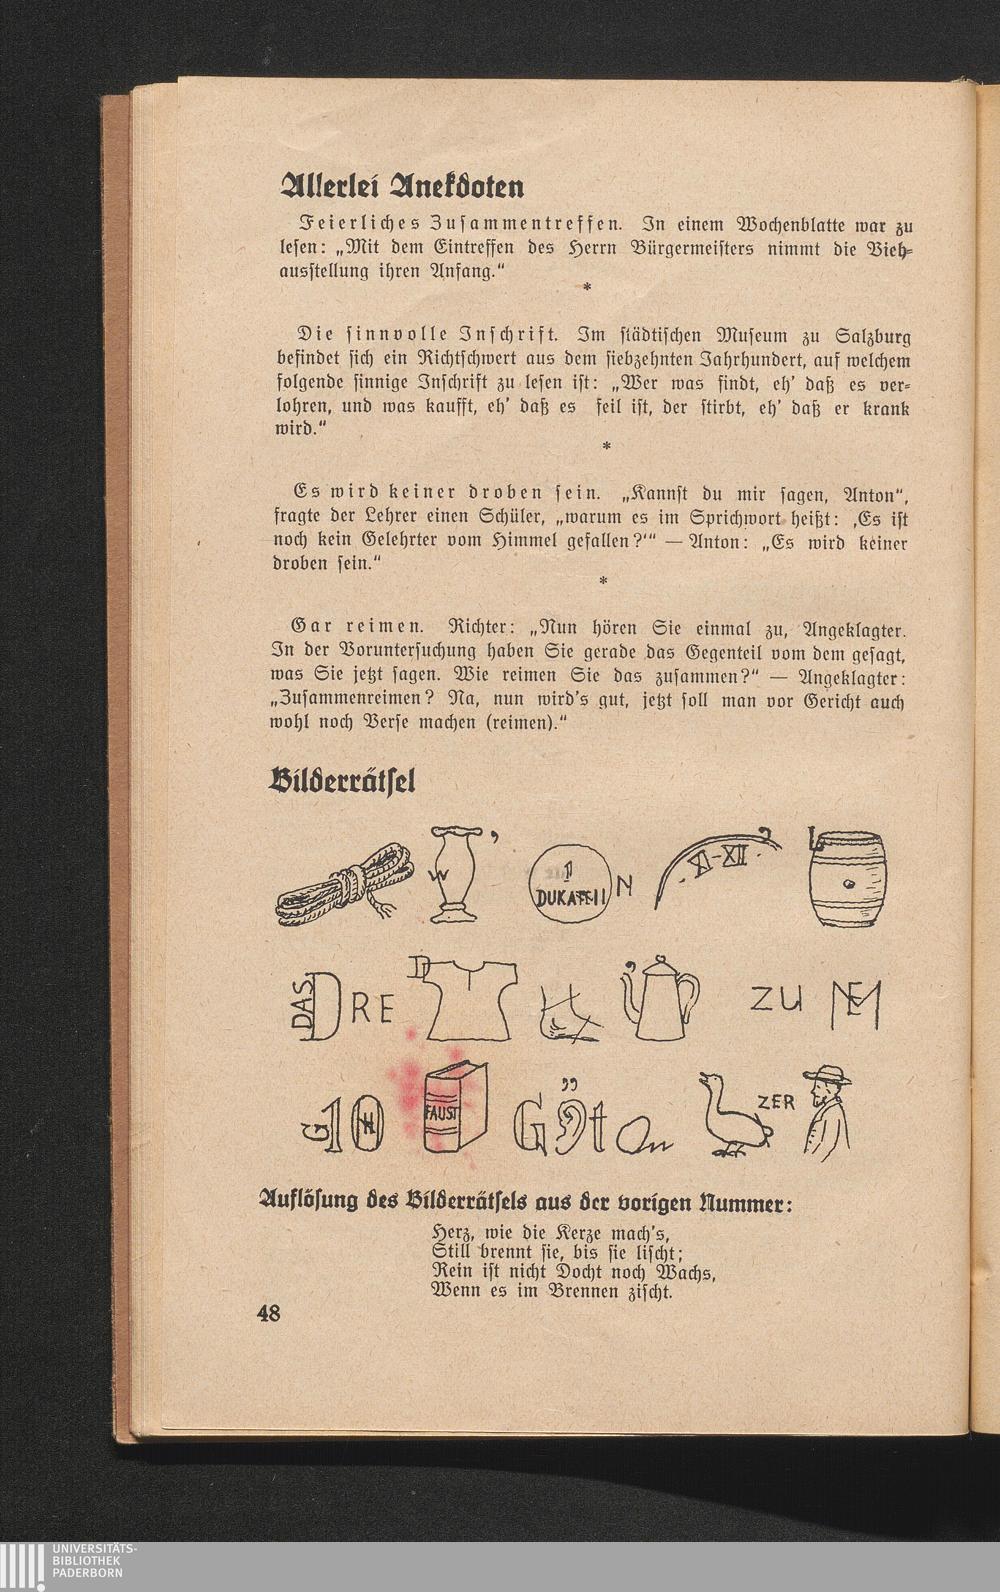 Allerlei Anekdoten
Feierliches Zusammentreffen. In einem Wochenblatte war zu
lesen: „Mit dem Eintreffen des Herrn Bürgermeisters nimmt die Vieh-
ausstellung ihren Anfang.“
*
Die sinnvolle Inschrift. Im städtischen Museum zu Salzburg
befindet sich ein Richtschwert aus dem siebzehnten Jahrhundert, auf welchem
folgende sinnige Inschrift zu lesen ist: „Wer was findt, eh' daß es ver-
lohren, und was kaufft, eh' daß es feil ist, der stirbt, eh' daß er krank
wird.“
*
Es wird keiner droben sein. „Kannst du mir sagen, Anton“,
fragte der Lehrer einen Schüler, „warum es im Sprichwort heißt: ‚Es ist
noch kein Gelehrter vom Himmel gefallen?‘“ — Anton: „Es wird keiner
droben sein.“
*
Gar reimen. Richter: „Nun hören Sie einmal zu, Angeklagter.
In der Voruntersuchung haben Sie gerade das Gegenteil vom dem gesagt,
was Sie jetzt sagen. Wie reimen Sie das zusammen?“ — Angeklagter:
„Zusammenreimen? Na, nun wird's gut, jetzt soll man vor Gericht auch
wohl noch Verse machen (reimen).“
Bilderrätsel
W ’ 1 N XI-XII L
DAS D RE D ZU
G 10 H FAUST G ’’ t On ZER
Auflösung des Bilderrätsels aus der vorigen Nummer:
Herz, wie die Kerze mach's,
Still brennt sie, bis sie lischt;
Rein ist nicht Docht noch Wachs,
Wenn es im Brennen zischt.
48
UNIVERSITÄTS-
BIBLIOTHEK
PADERBORN